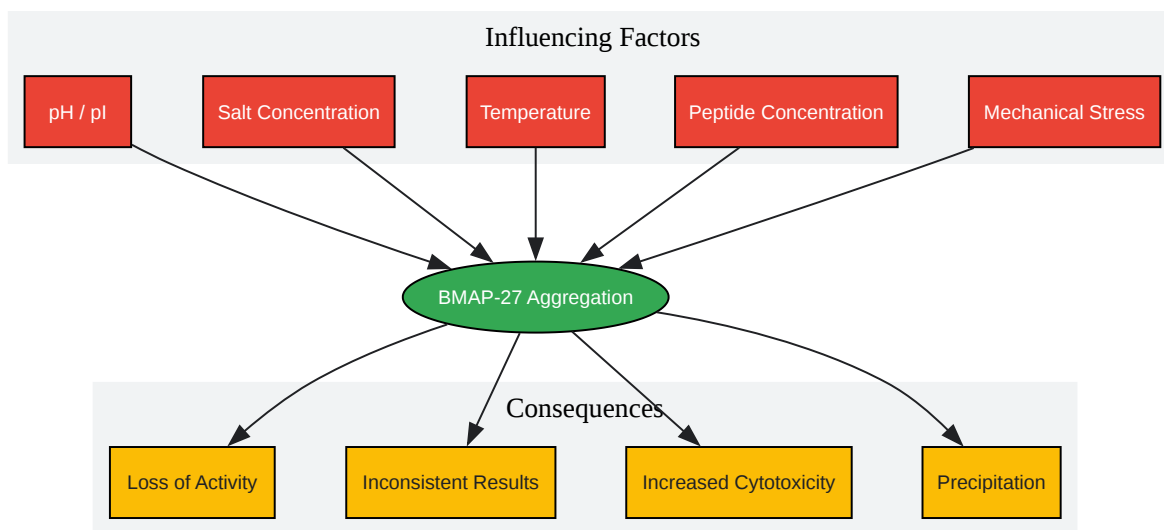 Influencing Factors
pH / pI
Salt Concentration
Temperature
Peptide Concentration
Mechanical Stress
BMAP-27 Aggregation
Consequences
Loss of Activity
Inconsistent Results
Increased Cytotoxicity
Precipitation